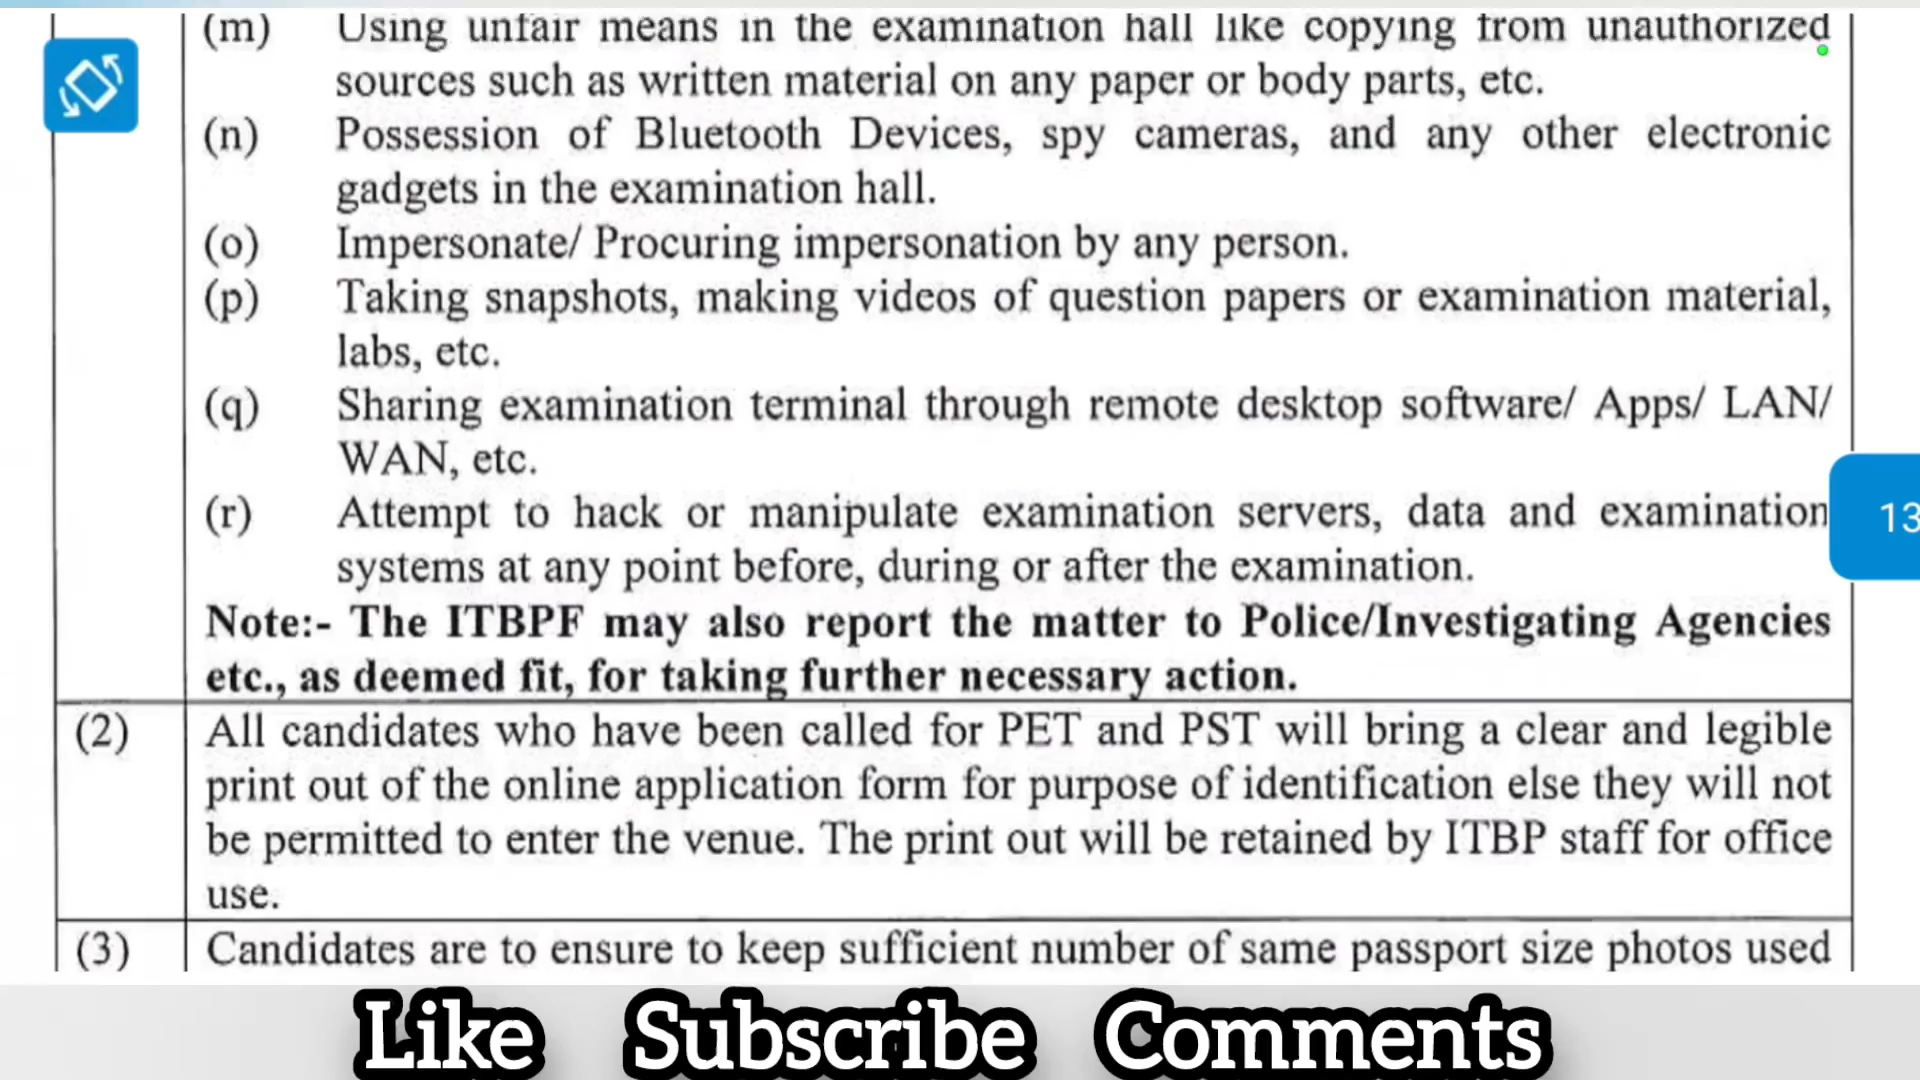 (m) Using unfair means in the examination hall like copying from unauthorized
sources such as written material on any paper or body parts, etc.
(n) Possession of Bluetooth Devices, spy cameras, and any other electronic
gadgets in the examination hall.
(o) Impersonate/ Procuring impersonation by any person.
(p) Taking snapshots, making videos of question papers or examination material,
labs, etc.
(q) Sharing examination terminal through remote desktop software/ Apps/ LAN/
WAN, etc.
(r) Attempt to hack or manipulate examination servers, data and examination
systems at any point before, during or after the examination.
13
Note:- The ITBPF may also report the matter to Police/Investigating Agencies
etc., as deemed fit, for taking further necessary action.
(2) All candidates who have been called for PET and PST will bring a clear and legible
print out of the online application form for purpose of identification else they will not
be permitted to enter the venue. The print out will be retained by ITBP staff for office
use.
(3) Candidates are to ensure to keep sufficient number of same passport size photos used
Like Subscribe Comments